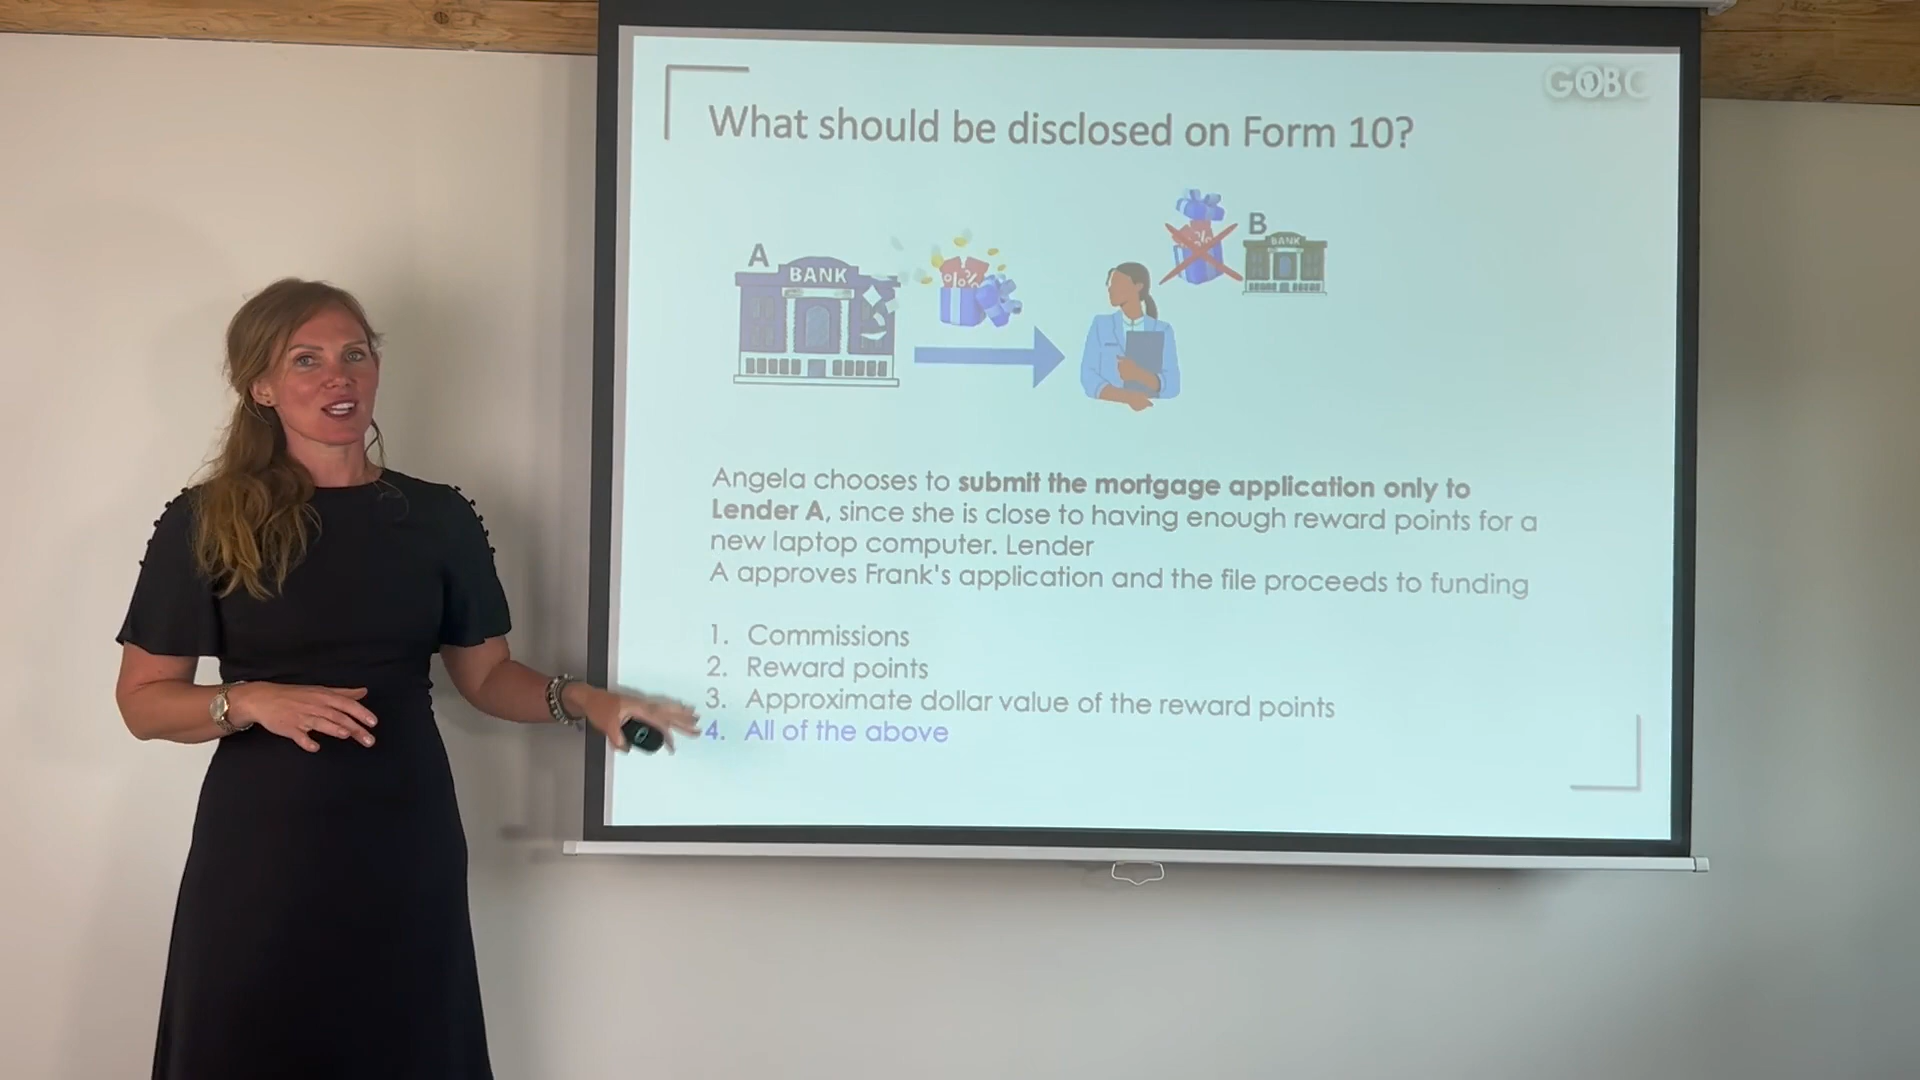 GOBC
What should be disclosed on Form 10?
B
BANK
A
BANK
%
Angela chooses to submit the mortgage application only to
Lender A, since she is close to having enough reward points for a
new laptop computer. Lender
A approves Frank's application and the file proceeds to funding
1. Commissions
2. Reward points
3. Approximate dollar value of the reward points
4. All of the above